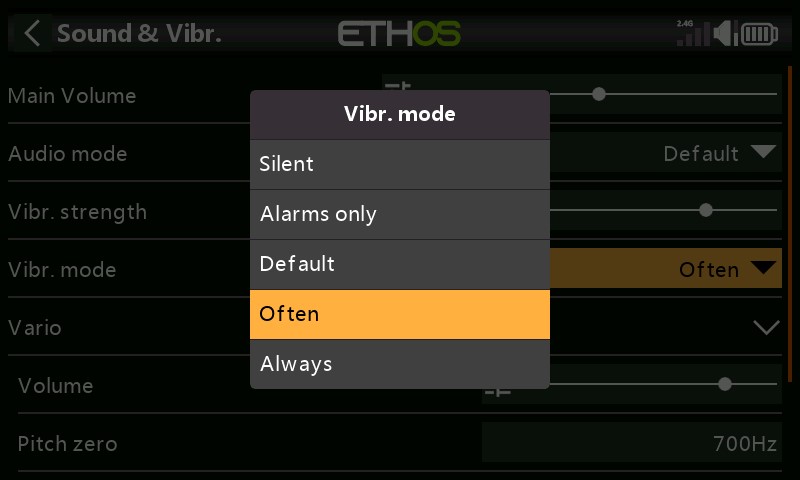 Sound & Vibr.
ETHOS
2.4G
Main Volume
Vibr. mode
Silent
Audio mode
Default
Alarms only
Vibr. strength
Default
Vibr. mode
Often
Often
Vario
Always
Volume
Pitch zero
700Hz